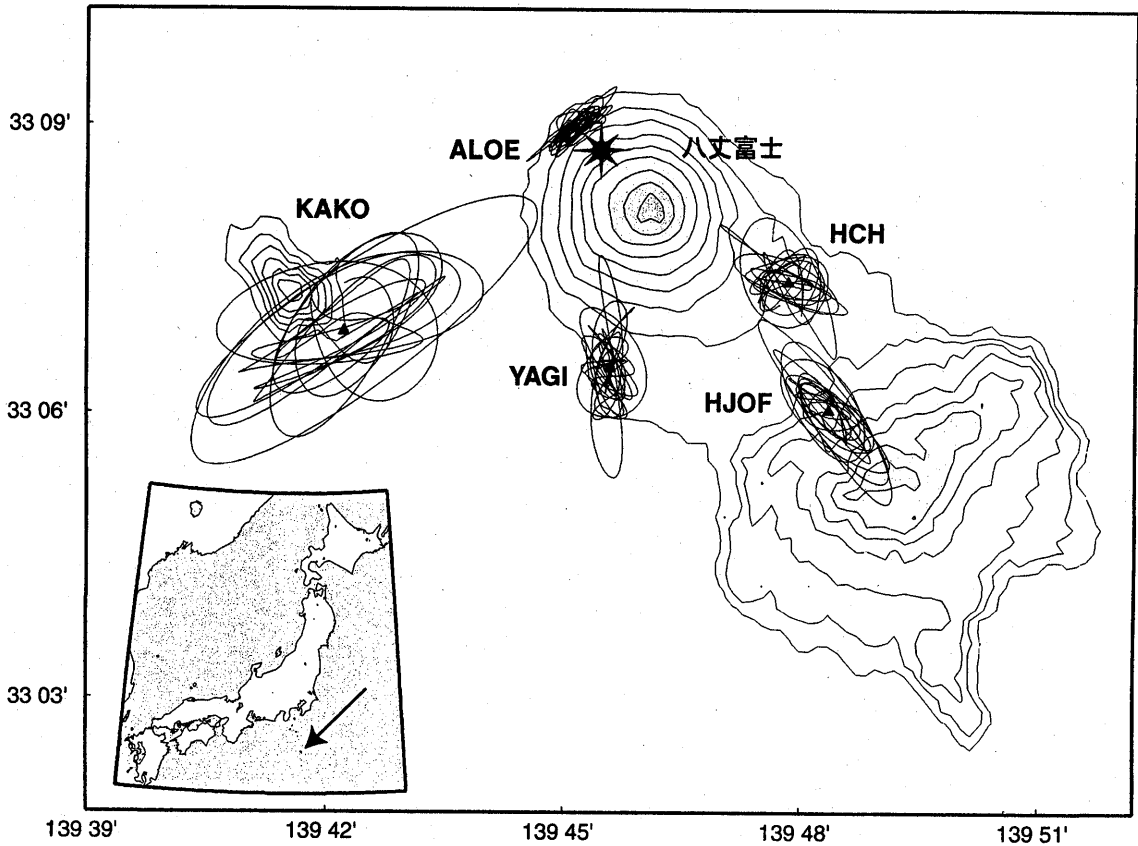 33 09'
ALOE
八丈富士
KAKO
HCH
YAGI
HJOF
33 06'
33 03'
139 39'
139 42'
139 45'
139 48'
139 51'